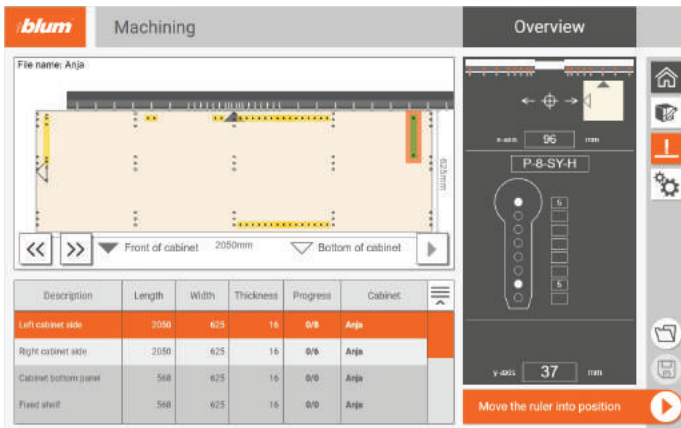 blum
Machining
Overview
File name: Anja
625mm
Front of cabinet
2050mm
Bottom of cabinet
x-axis 96 mm
P-8-SY-H
5
5
y-axis 37 mm
Move the ruler into position
Description Length Width Thickness Progress Cabinet
Left cabinet side 2050 625 16 0/8 Anja
Right cabinet side 2050 625 16 0/6 Anja
Cabinet bottom panel 568 625 16 0/0 Anja
Fixed shelf 568 625 16 0/0 Anja